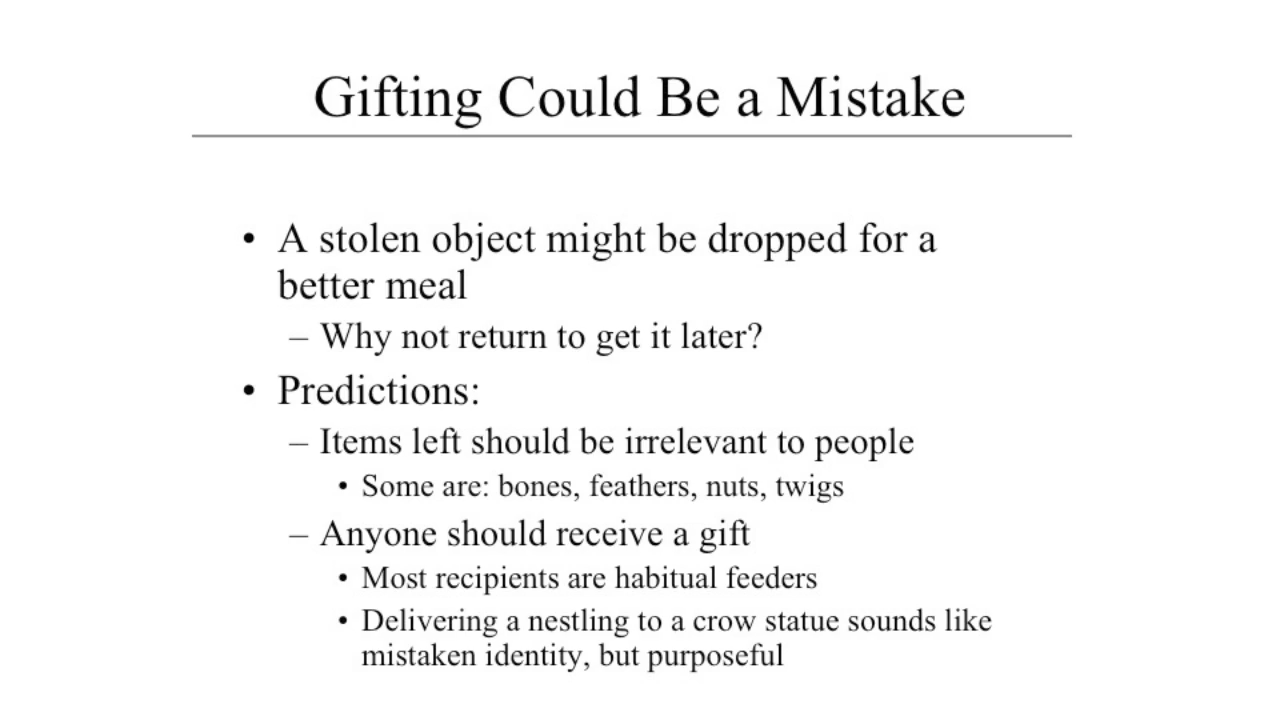 Gifting Could Be a Mistake
• A stolen object might be dropped for a
better meal
– Why not return to get it later?
• Predictions:
– Items left should be irrelevant to people
• Some are: bones, feathers, nuts, twigs
– Anyone should receive a gift
• Most recipients are habitual feeders
• Delivering a nestling to a crow statue sounds like
mistaken identity, but purposeful